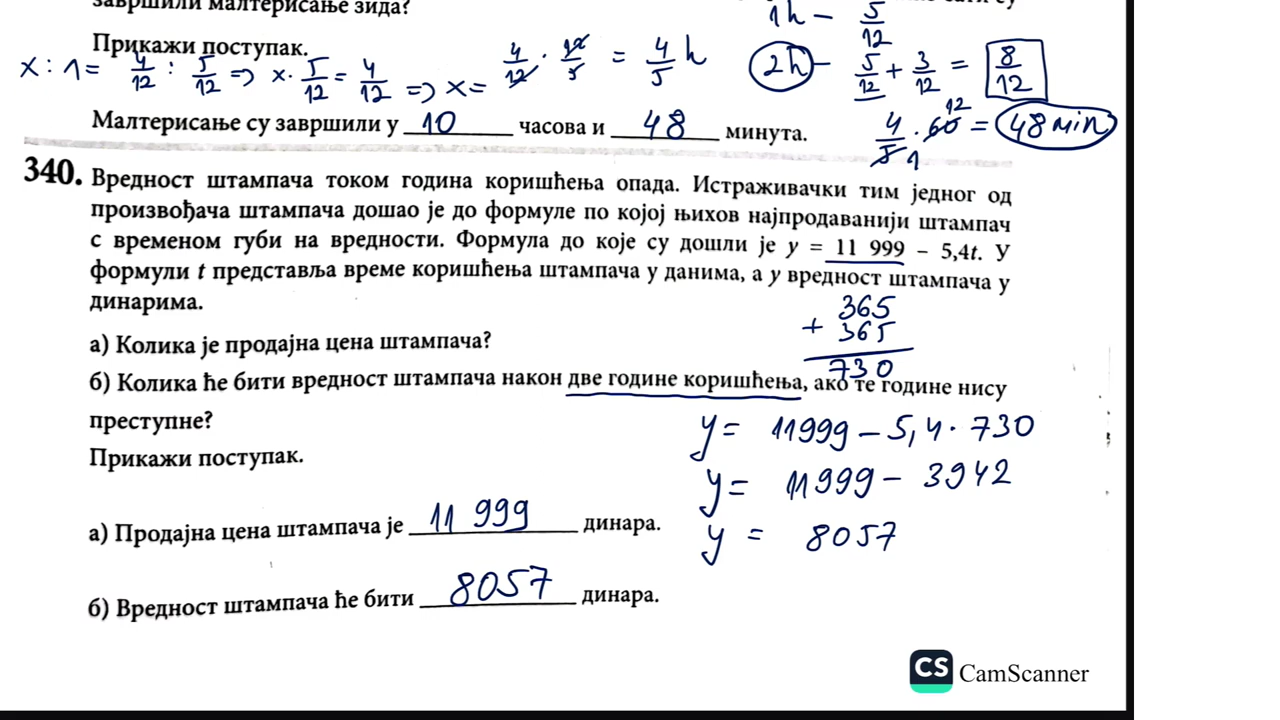 завршили малтерисање зида?
1h – 5/12
Прикажи поступак.
x : 1 = 4/12 : 5/12 => x · 5/12 = 4/12 => x = 4/12 · 12/5 = 4/5 h
2h – 5/12 + 3/12 = 8/12
Малтерисање су завршили у 10 часова и 48 минута.
4/5 · 60 12 = 48 min
1
340. Вредност штампача током година коришћења опада. Истраживачки тим једног од
произвођача штампача дошао је до формуле по којој њихов најпродаванији штампач
с временом губи на вредности. Формула до које су дошли је y = 11 999 – 5,4t. У
формули t представља време коришћења штампача у данима, а y вредност штампача у
динарима.
365
+ 365
730
а) Колика је продајна цена штампача?
б) Колика ће бити вредност штампача након две године коришћења, ако те године нису
преступне?
Прикажи поступак.
y = 11999 – 5,4 · 730
y = 11999 – 3942
y = 8057
а) Продајна цена штампача је 11 999 динара.
б) Вредност штампача ће бити 8057 динара.
CS CamScanner